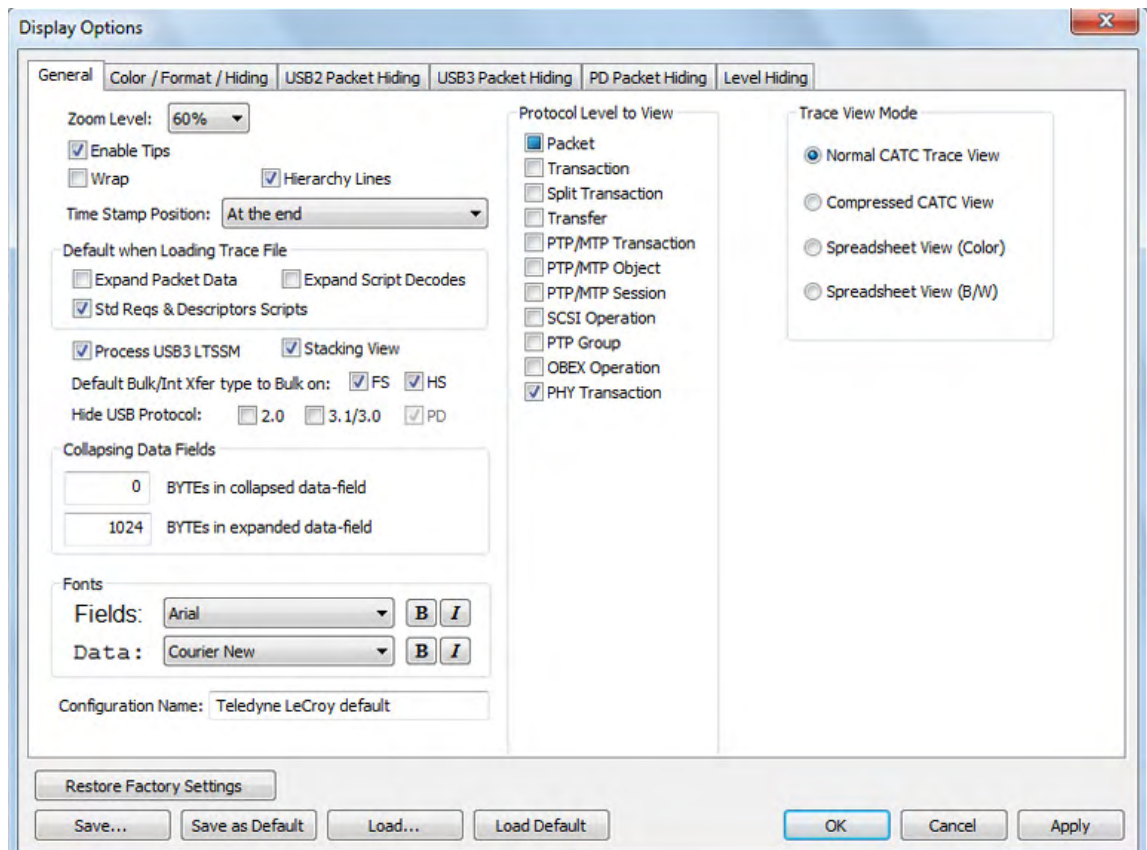 Display Options
General
Color / Format / Hiding
USB2 Packet Hiding
USB3 Packet Hiding
PD Packet Hiding
Level Hiding
Zoom Level: 60%
Enable Tips
Wrap
Hierarchy Lines
Time Stamp Position: At the end
Default when Loading Trace File
Expand Packet Data
Expand Script Decodes
Std Reqs & Descriptors Scripts
Process USB3 LTSSM
Stacking View
Default Bulk/Int Xfer type to Bulk on: FS HS
Hide USB Protocol: 2.0 3.1/3.0 PD
Collapsing Data Fields
0 BYTEs in collapsed data-field
1024 BYTEs in expanded data-field
Fonts
Fields: Arial B I
Data: Courier New B I
Configuration Name: Teledyne LeCroy default
Protocol Level to View
Packet
Transaction
Split Transaction
Transfer
PTP/MTP Transaction
PTP/MTP Object
PTP/MTP Session
SCSI Operation
PTP Group
OBEX Operation
PHY Transaction
Trace View Mode
Normal CATC Trace View
Compressed CATC View
Spreadsheet View (Color)
Spreadsheet View (B/W)
Restore Factory Settings
Save...
Save as Default
Load...
Load Default
OK
Cancel
Apply